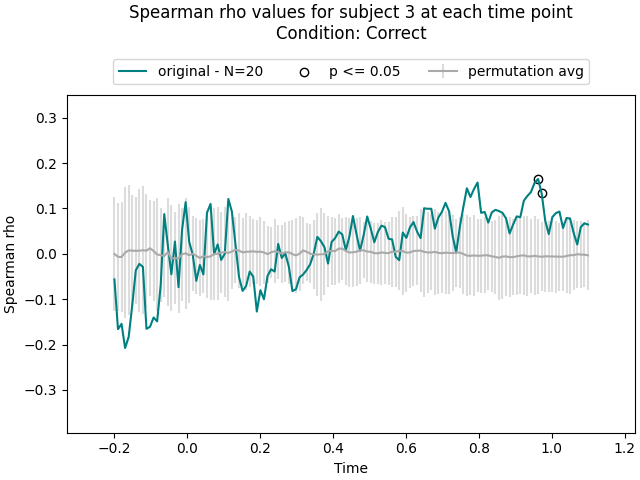 Spearman rho values for subject 3 at each time point
Condition: Correct
original - N=20
p <= 0.05
permutation avg
0.3
0.2
0.1
0.0
−0.1
−0.2
−0.3
Spearman rho
−0.2
0.0
0.2
0.4
0.6
0.8
1.0
1.2
Time